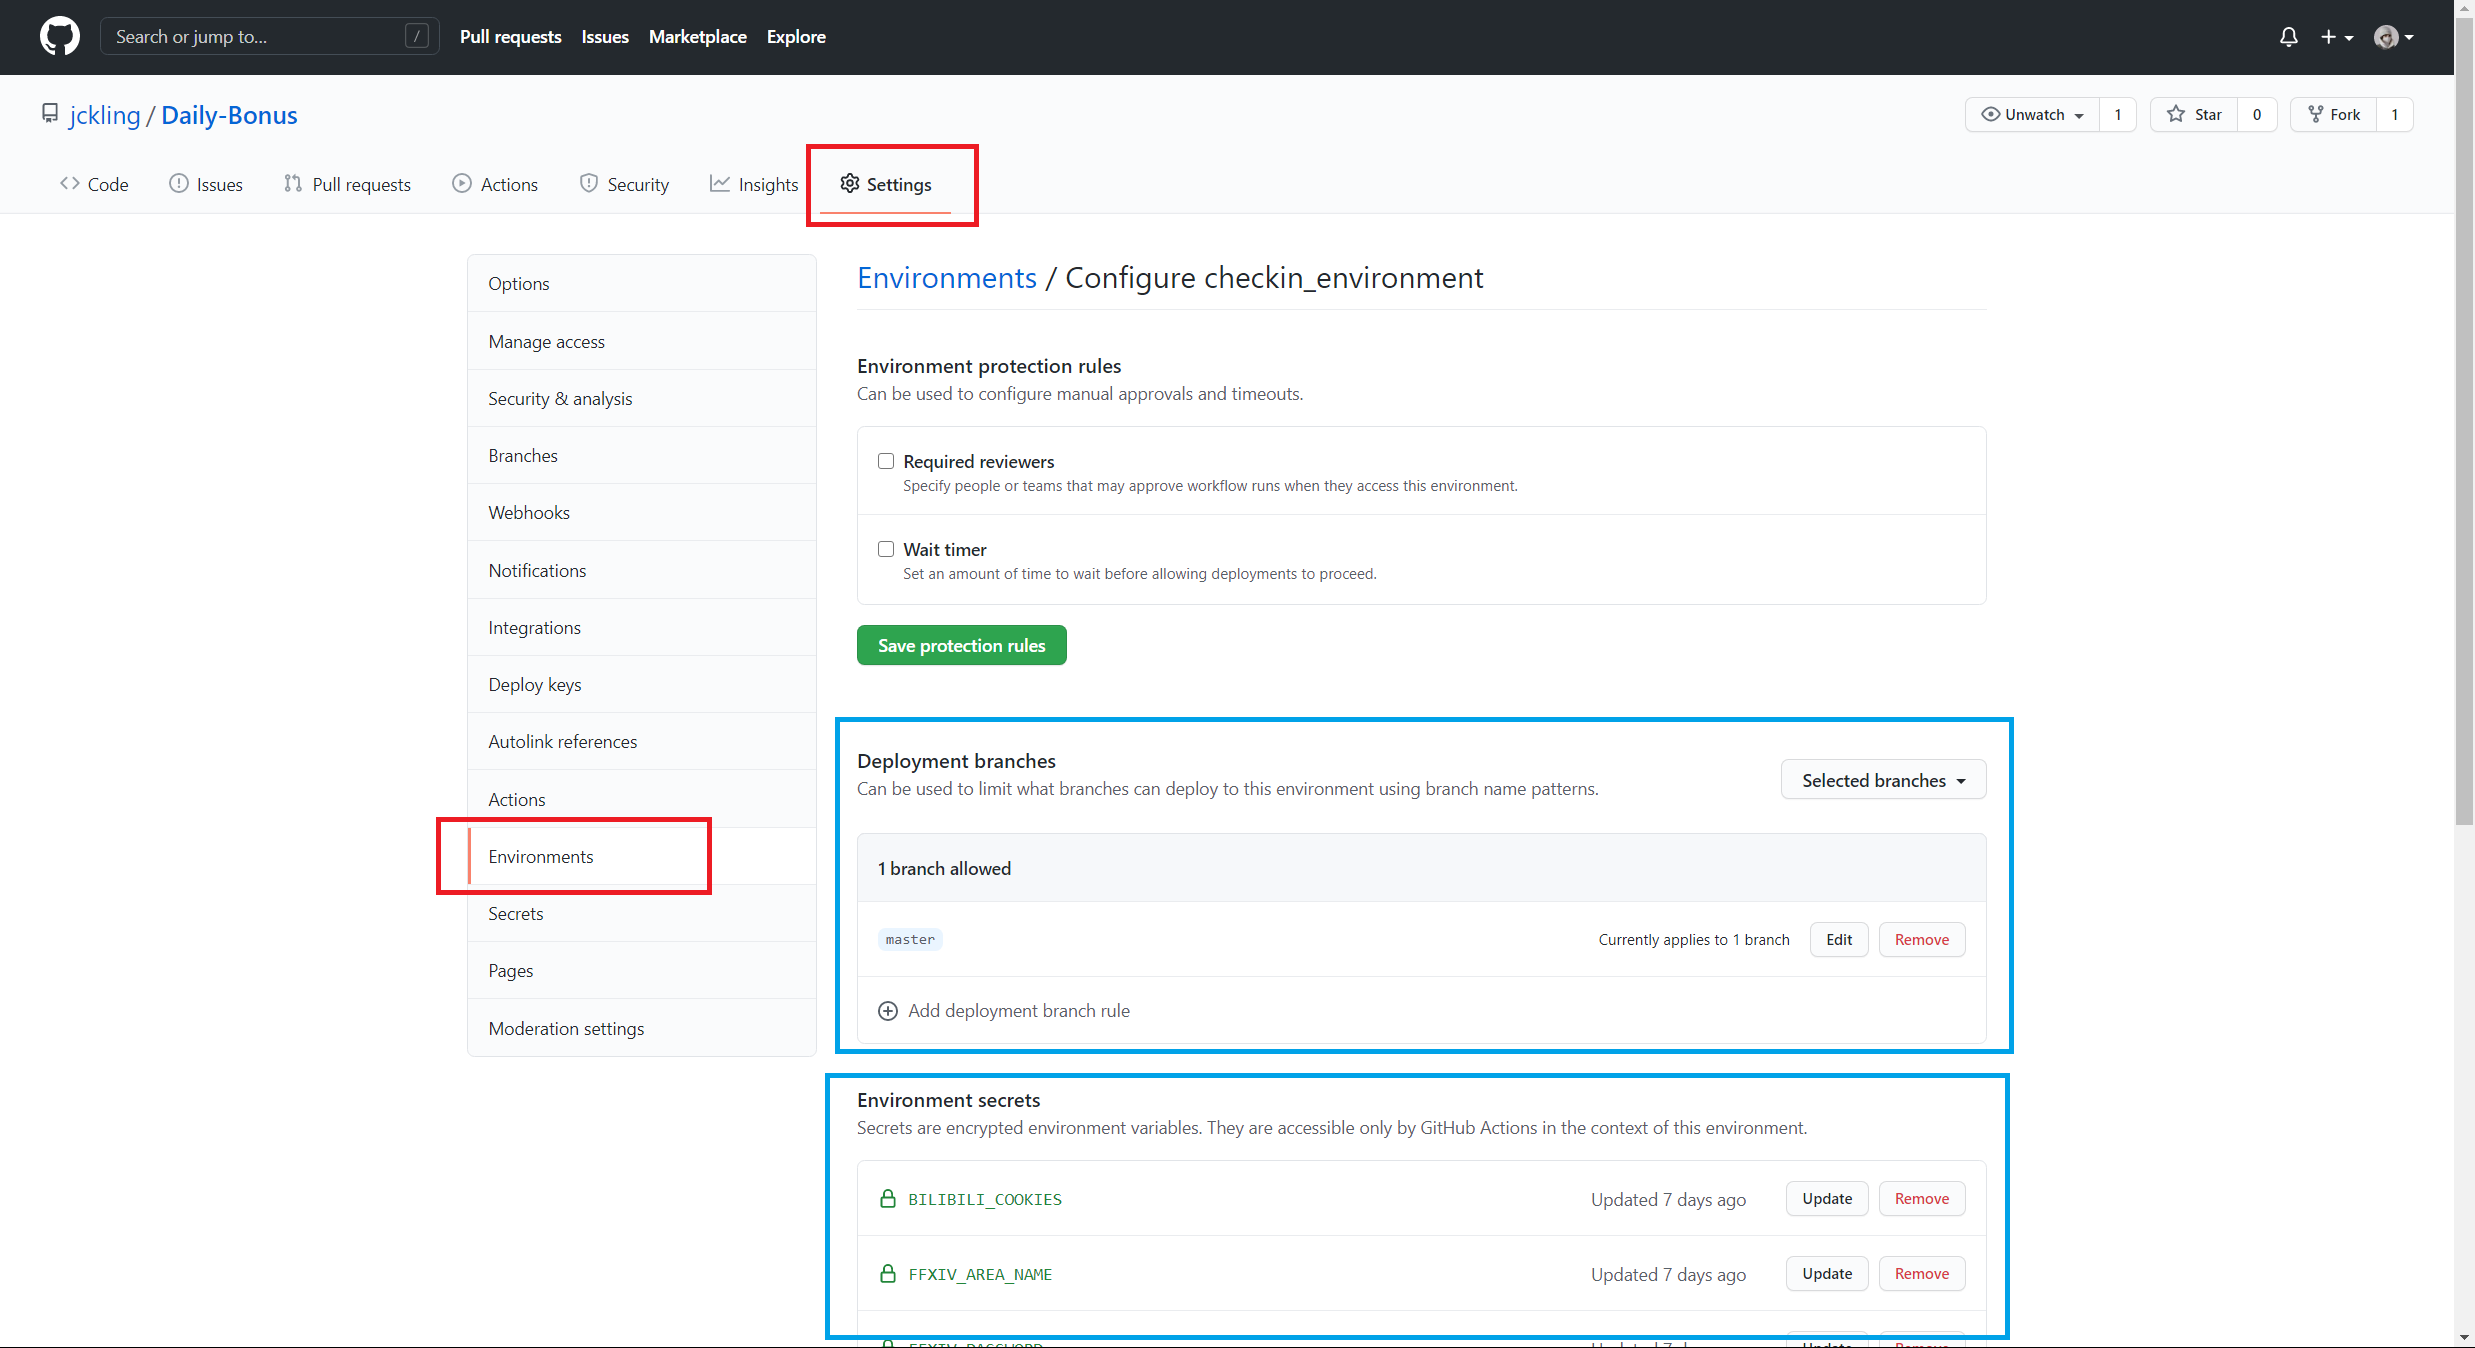 Search or jump to...
/
Pull requests
Issues
Marketplace
Explore
jckling / Daily-Bonus
Unwatch
1
Star
0
Fork
1
Code
Issues
Pull requests
Actions
Security
Insights
Settings
Options
Manage access
Security & analysis
Branches
Webhooks
Notifications
Integrations
Deploy keys
Autolink references
Actions
Environments
Secrets
Pages
Moderation settings
Environments / Configure checkin_environment
Environment protection rules
Can be used to configure manual approvals and timeouts.
Required reviewers
Specify people or teams that may approve workflow runs when they access this environment.
Wait timer
Set an amount of time to wait before allowing deployments to proceed.
Save protection rules
Deployment branches
Can be used to limit what branches can deploy to this environment using branch name patterns.
Selected branches
1 branch allowed
master
Currently applies to 1 branch
Edit
Remove
Add deployment branch rule
Environment secrets
Secrets are encrypted environment variables. They are accessible only by GitHub Actions in the context of this environment.
BILIBILI_COOKIES
Updated 7 days ago
Update
Remove
FFXIV_AREA_NAME
Updated 7 days ago
Update
Remove